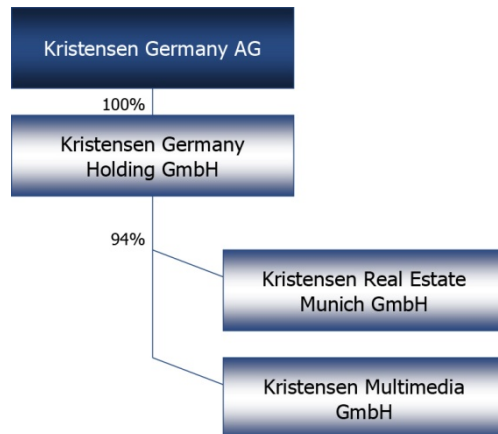 Kristensen Germany AG
100%
Kristensen Germany
Holding GmbH
94%
Kristensen Real Estate
Munich GmbH
Kristensen Multimedia
GmbH